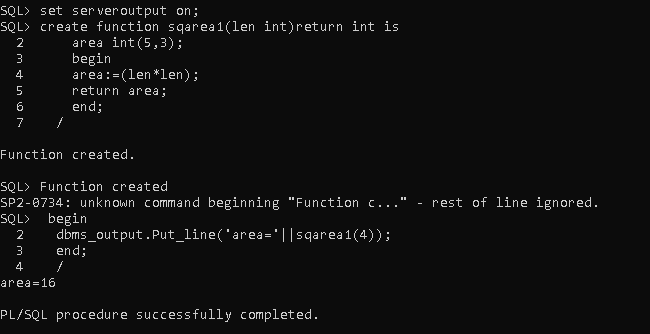 SQL> set serveroutput on;
SQL> create function sqarea1(len int)return int is
  2      area int(5,3);
  3      begin
  4      area:=(len*len);
  5      return area;
  6      end;
  7    /
Function created.
SQL> Function created
SP2-0734: unknown command beginning "Function c..." - rest of line ignored.
SQL>  begin
  2    dbms_output.Put_line('area='||sqarea1(4));
  3    end;
  4    /
area=16
PL/SQL procedure successfully completed.